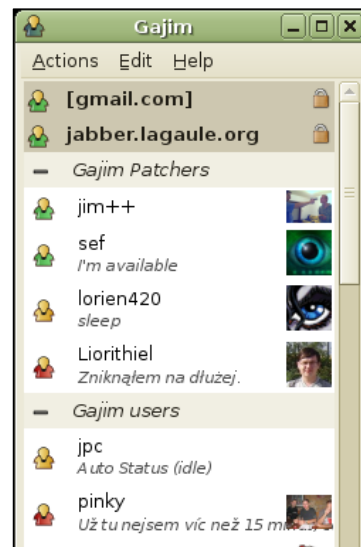 Gajim
Actions Edit Help
[gmail.com]
jabber.lagaule.org
Gajim Patchers
jim++
sef
I'm available
lorien420
sleep
Liorithiel
Zniknąłem na dłużej.
Gajim users
jpc
Auto Status (idle)
pinky
Už tu nejsem víc než 15